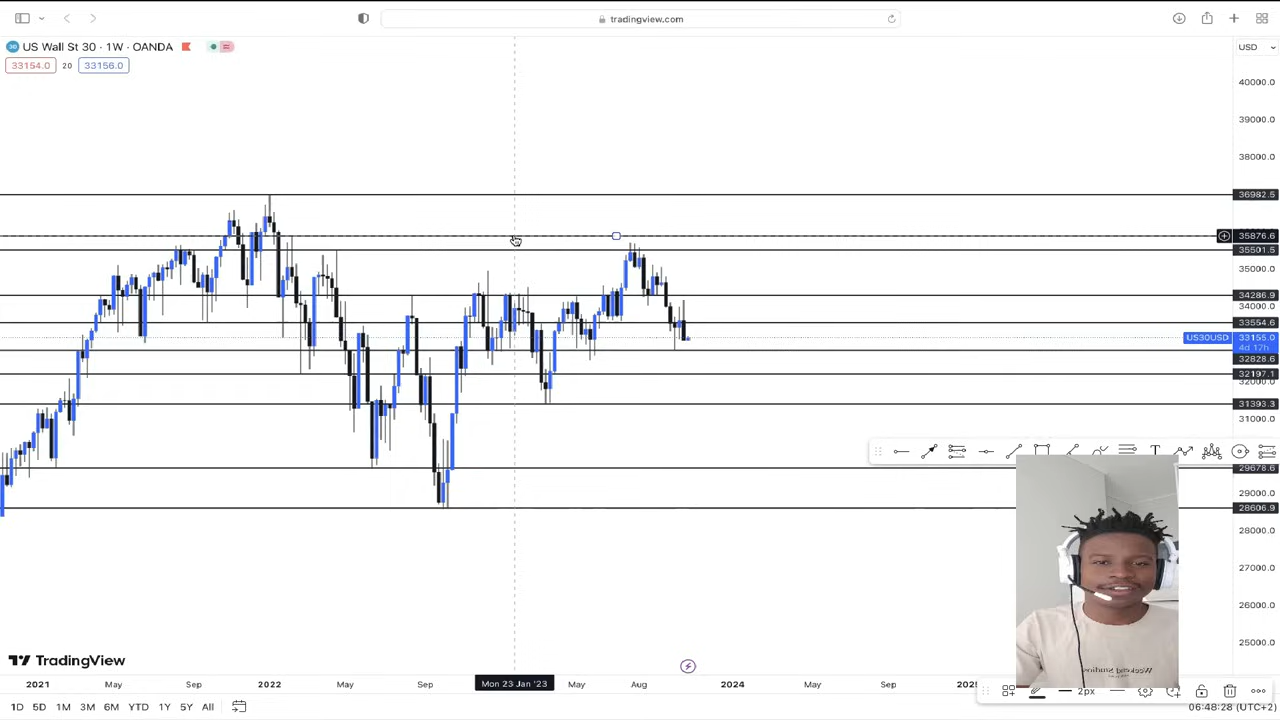 tradingview.com
US Wall St 30 · 1W · OANDA
USD
33154.0 20 33156.0
40000.0
39000.0
38000.0
36982.5
35876.6
35501.5
35000.0
34286.9
34000.0
33554.6
US30USD 33155.0
4d 17h
32828.6
32197.1
32000.0
31393.3
31000.0
T
29678.6
29000.0
28606.9
28000.0
27000.0
26000.0
25000.0
TradingView
2021 May Sep 2022 May Sep Mon 23 Jan '23 May Aug 2024 May Sep
2px
1D 5D 1M 3M 6M YTD 1Y 5Y All
06:48:28 (UTC+2)